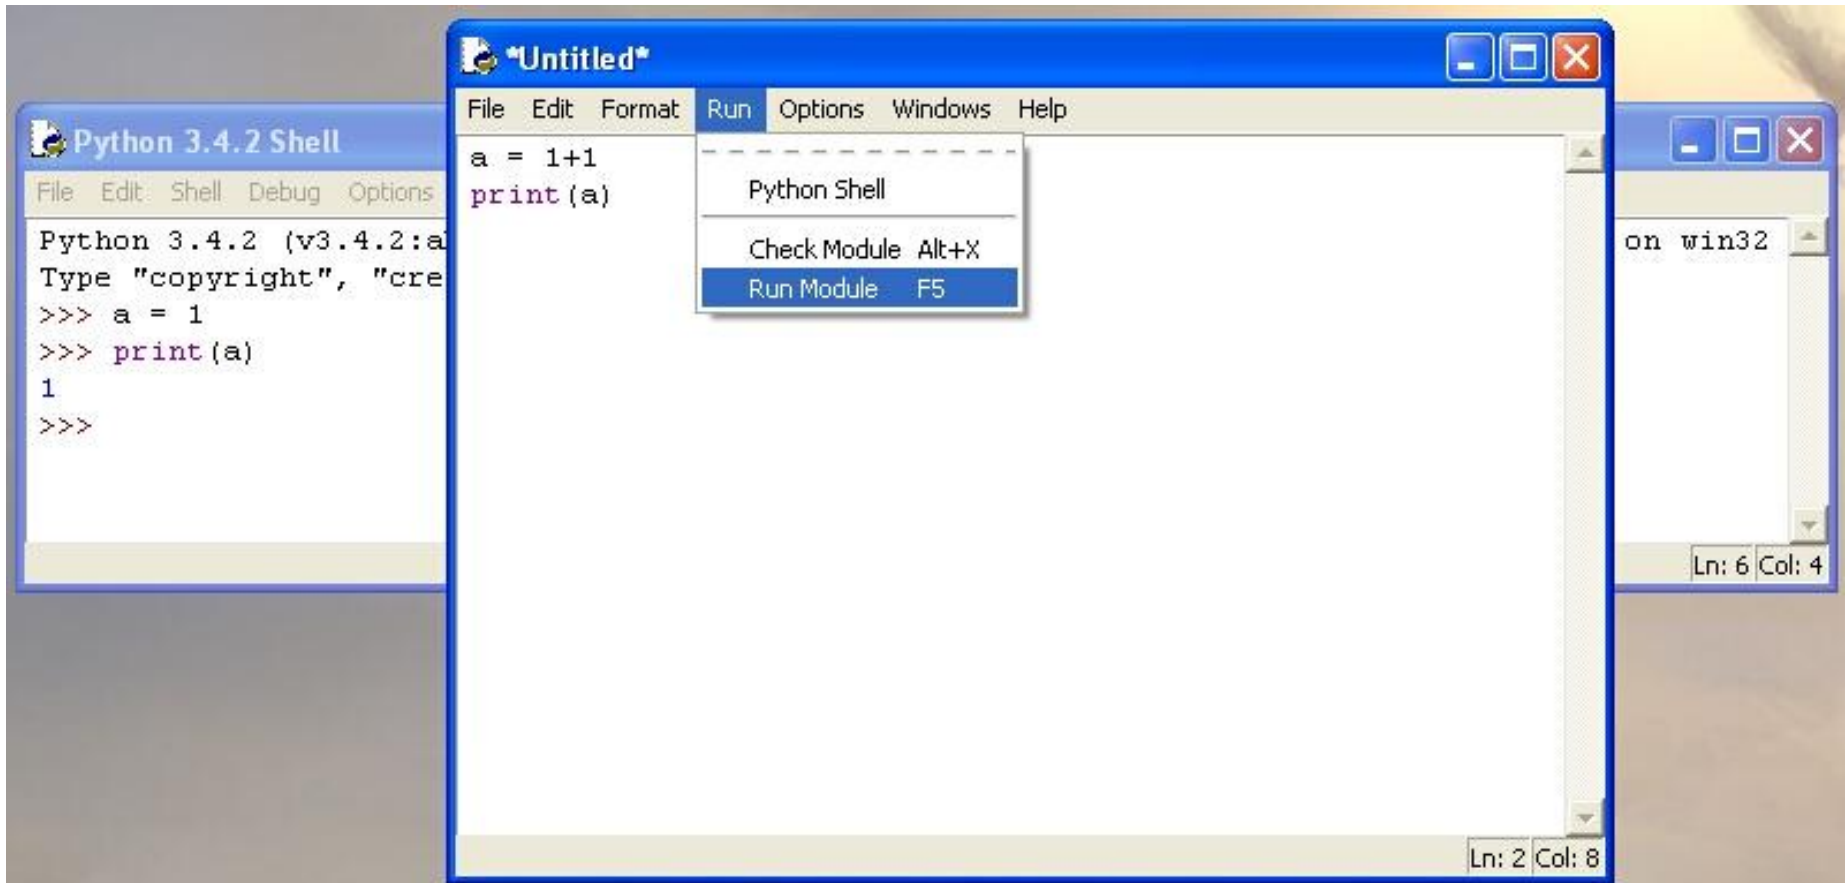 *Untitled*
File Edit Format Run Options Windows Help
a = 1+1
print(a)
Python Shell
Check Module Alt+X
Run Module F5
Ln: 2 Col: 8
Python 3.4.2 Shell
File Edit Shell Debug Options
Python 3.4.2 (v3.4.2:a on win32
Type "copyright", "cre
>>> a = 1
>>> print(a)
1
>>>
Ln: 6 Col: 4